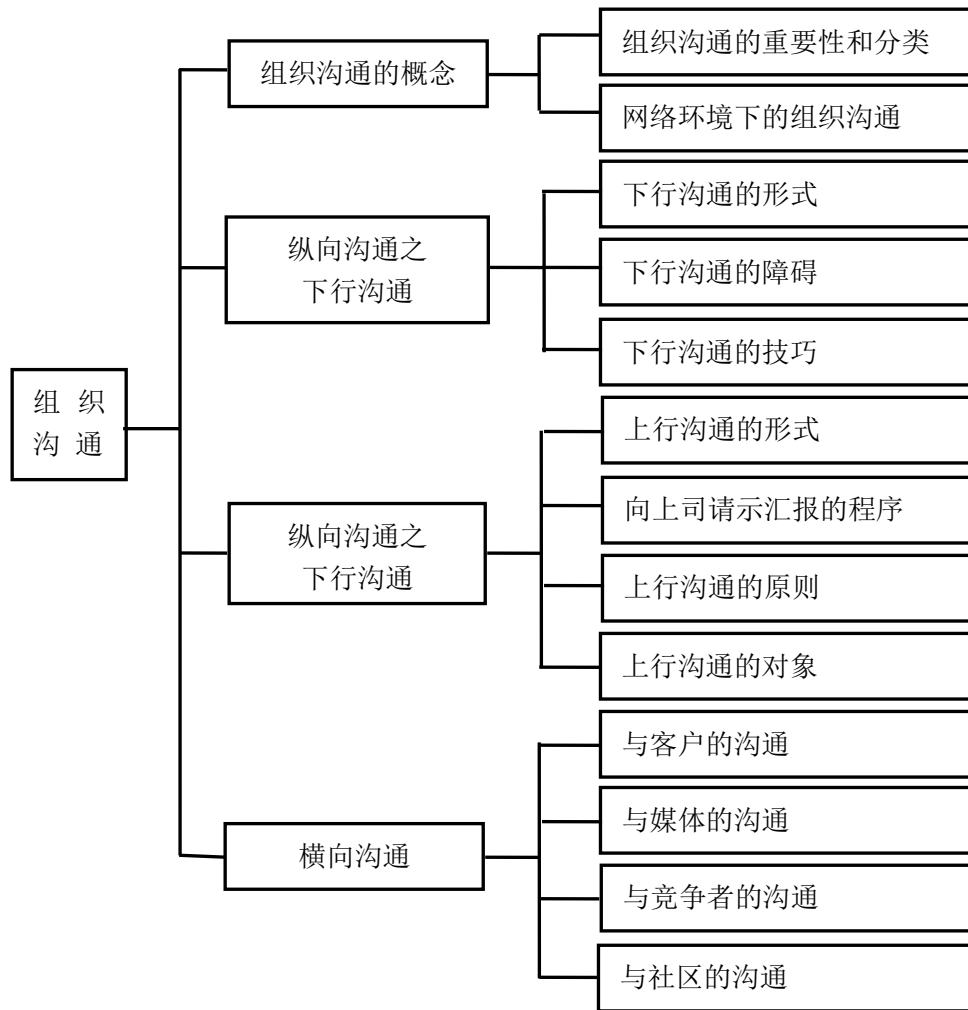 组 织
沟 通
组织沟通的概念
组织沟通的重要性和分类
网络环境下的组织沟通
纵向沟通之
下行沟通
下行沟通的形式
下行沟通的障碍
下行沟通的技巧
纵向沟通之
下行沟通
上行沟通的形式
向上司请示汇报的程序
上行沟通的原则
上行沟通的对象
横向沟通
与客户的沟通
与媒体的沟通
与竞争者的沟通
与社区的沟通